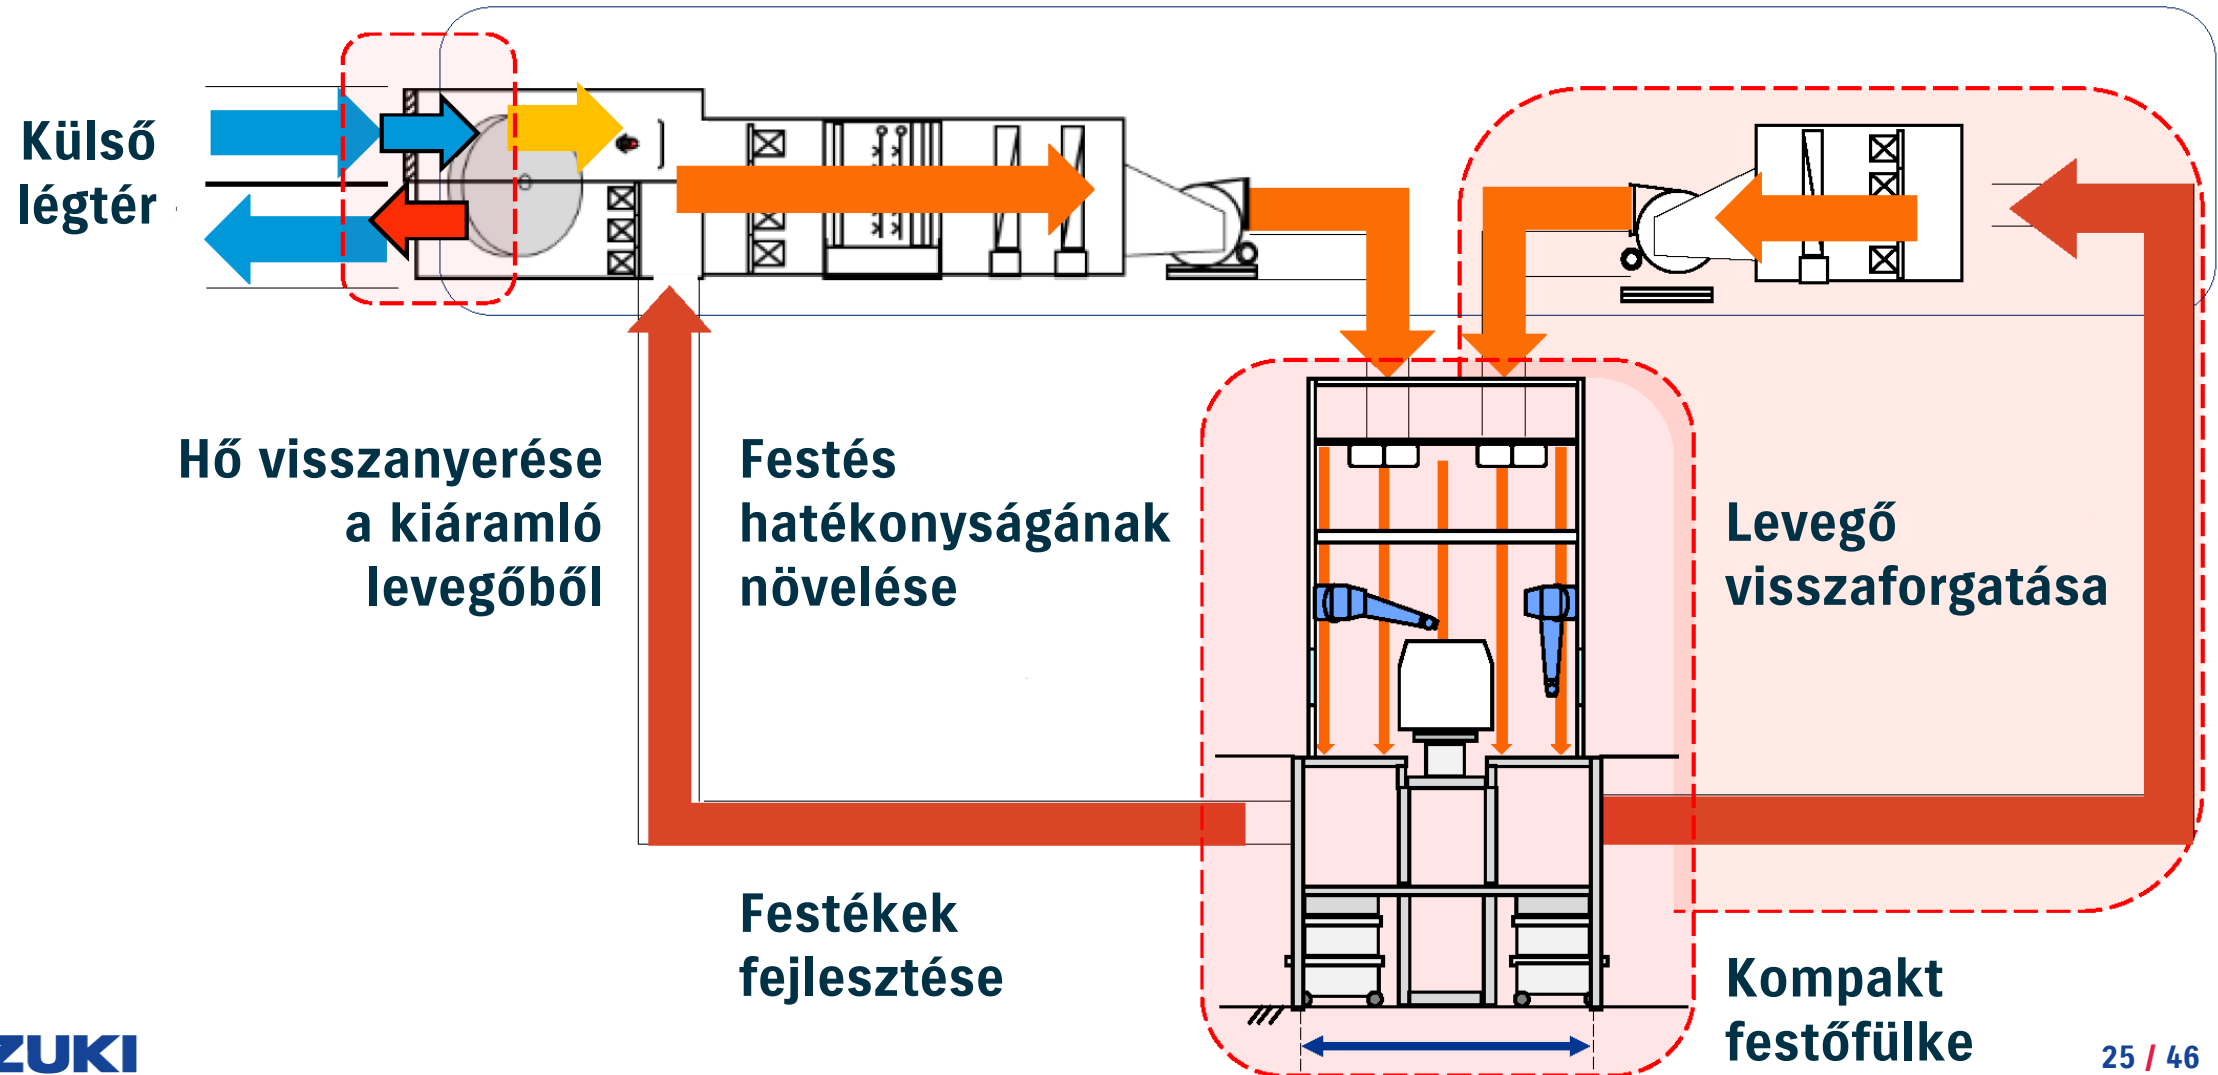 Külső
légtér
Hő visszanyerése
a kiáramló
levegőből
Festés
hatékonyságának
növelése
Levegő
visszaforgatása
Festékek
fejlesztése
Kompakt
festőfülke
ZUKI
25 / 46